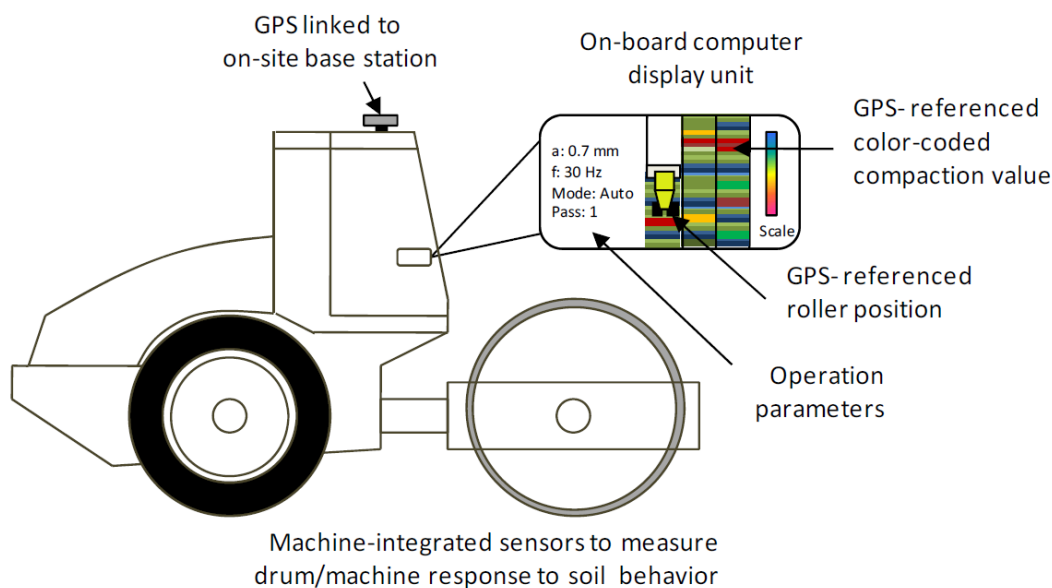 GPS linked to
on-site base station
On-board computer
display unit
GPS- referenced
color-coded
compaction value
a: 0.7 mm
f: 30 Hz
Mode: Auto
Pass: 1
Scale
GPS- referenced
roller position
Operation
parameters
Machine-integrated sensors to measure
drum/machine response to soil behavior